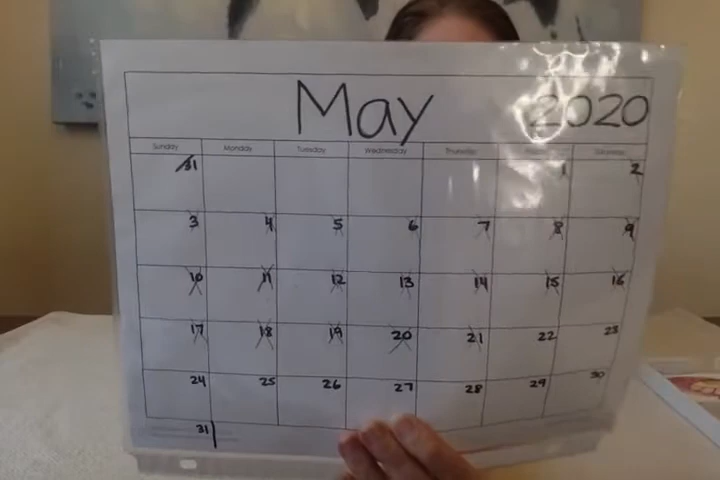 May 2020
Sunday Monday Tuesday Wednesday Thursday Saturday
31 1 2
3 4 5 6 7 8 9
10 11 12 13 14 15 16
17 18 19 20 21 22 23
24 25 26 27 28 29 30
31